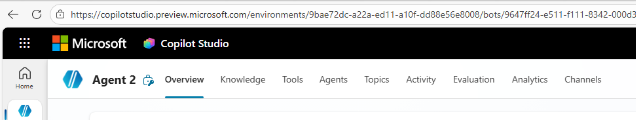 https://copilotstudio.preview.microsoft.com/environments/9bae72dc-a22a-ed11-a10f-dd88e56e8008/bots/9647ff24-e511-f111-8342-000d3
Microsoft Copilot Studio
Home
Agent 2 Overview Knowledge Tools Agents Topics Activity Evaluation Analytics Channels